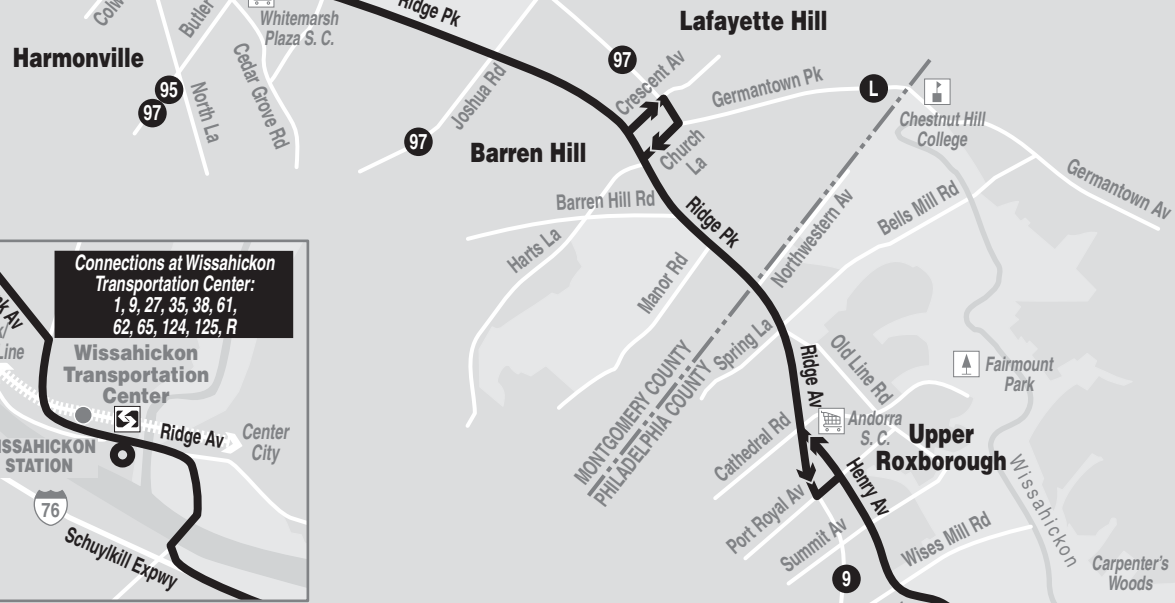 Ridge Pk
Lafayette Hill
Whitemarsh
Plaza S. C.
Butler
Harmonville
95
97
North La
Cedar Grove Rd
Joshua Rd
97
97
Crescent Av
Germantown Pk
L
Chestnut Hill
College
Barren Hill
Church
La
Germantown Av
Barren Hill Rd
Ridge Pk
Bells Mill Rd
Northwestern Av
Harts La
Manor Rd
Connections at Wissahickon
Transportation Center:
1, 9, 27, 35, 38, 61,
62, 65, 124, 125, R
Wissahickon
Transportation
Center
Ridge Av
Center
City
STATION
76
Schuylkill Expwy
MONTGOMERY COUNTY
PHILADELPHIA COUNTY
Spring La
Ridge Av
Old Line Rd
Fairmount
Park
Andorra
S. C.
Cathedral Rd
Upper
Roxborough
Henry Av
Port Royal Av
Summit Av
Wises Mill Rd
Wissahickon
9
Carpenter's
Woods